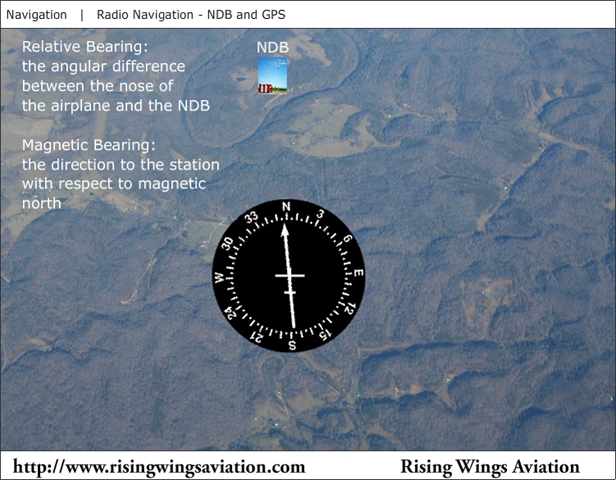 Navigation | Radio Navigation - NDB and GPS
Relative Bearing:
the angular difference
between the nose of
the airplane and the NDB
NDB
Magnetic Bearing:
the direction to the station
with respect to magnetic
north
N
3
6
E
12
15
S
21
24
W
30
33
http://www.risingwingsaviation.com
Rising Wings Aviation